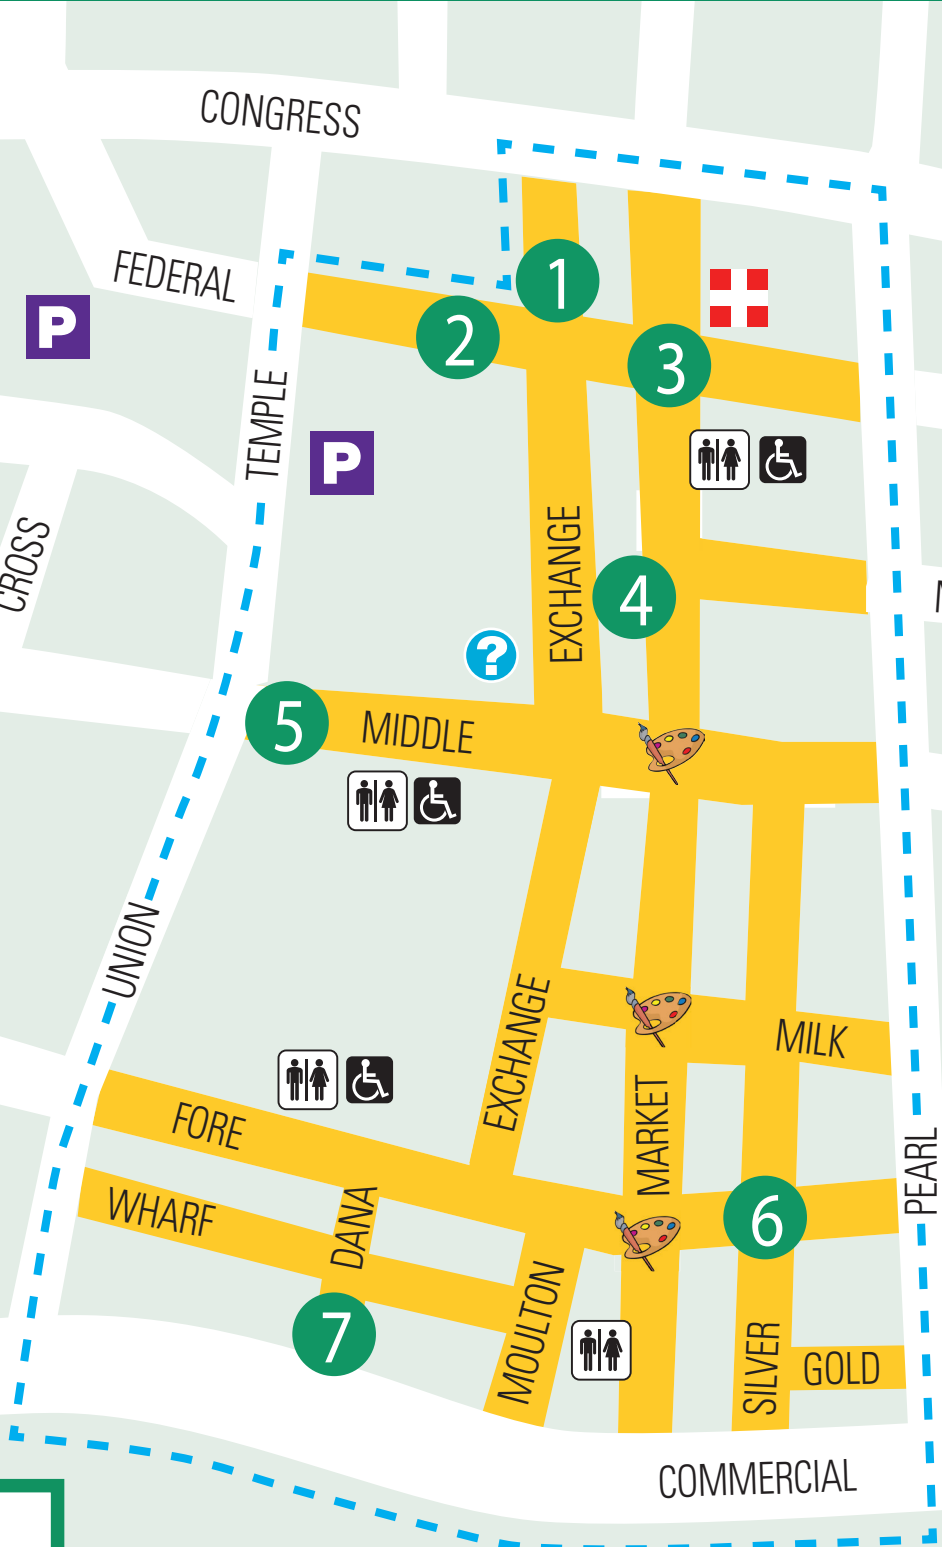 CONGRESS
FEDERAL
1
P
2
3
TEMPLE
P
CROSS
EXCHANGE
4
?
5
MIDDLE
UNION
EXCHANGE
MILK
FORE
MARKET
PEARL
WHARF
DANA
6
MOULTON
7
SILVER
GOLD
COMMERCIAL